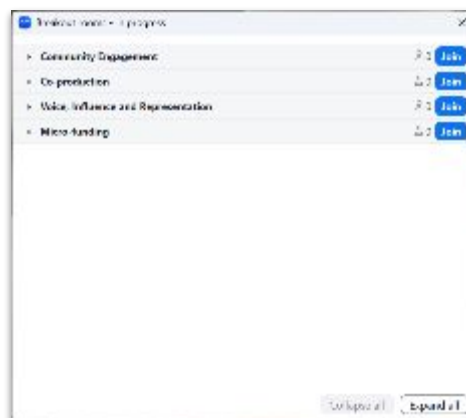 Breakout rooms - in progress
Community Engagement Join
Co-production Join
Voice, Influence and Representation Join
Micro-funding Join
Collapse all Expand all